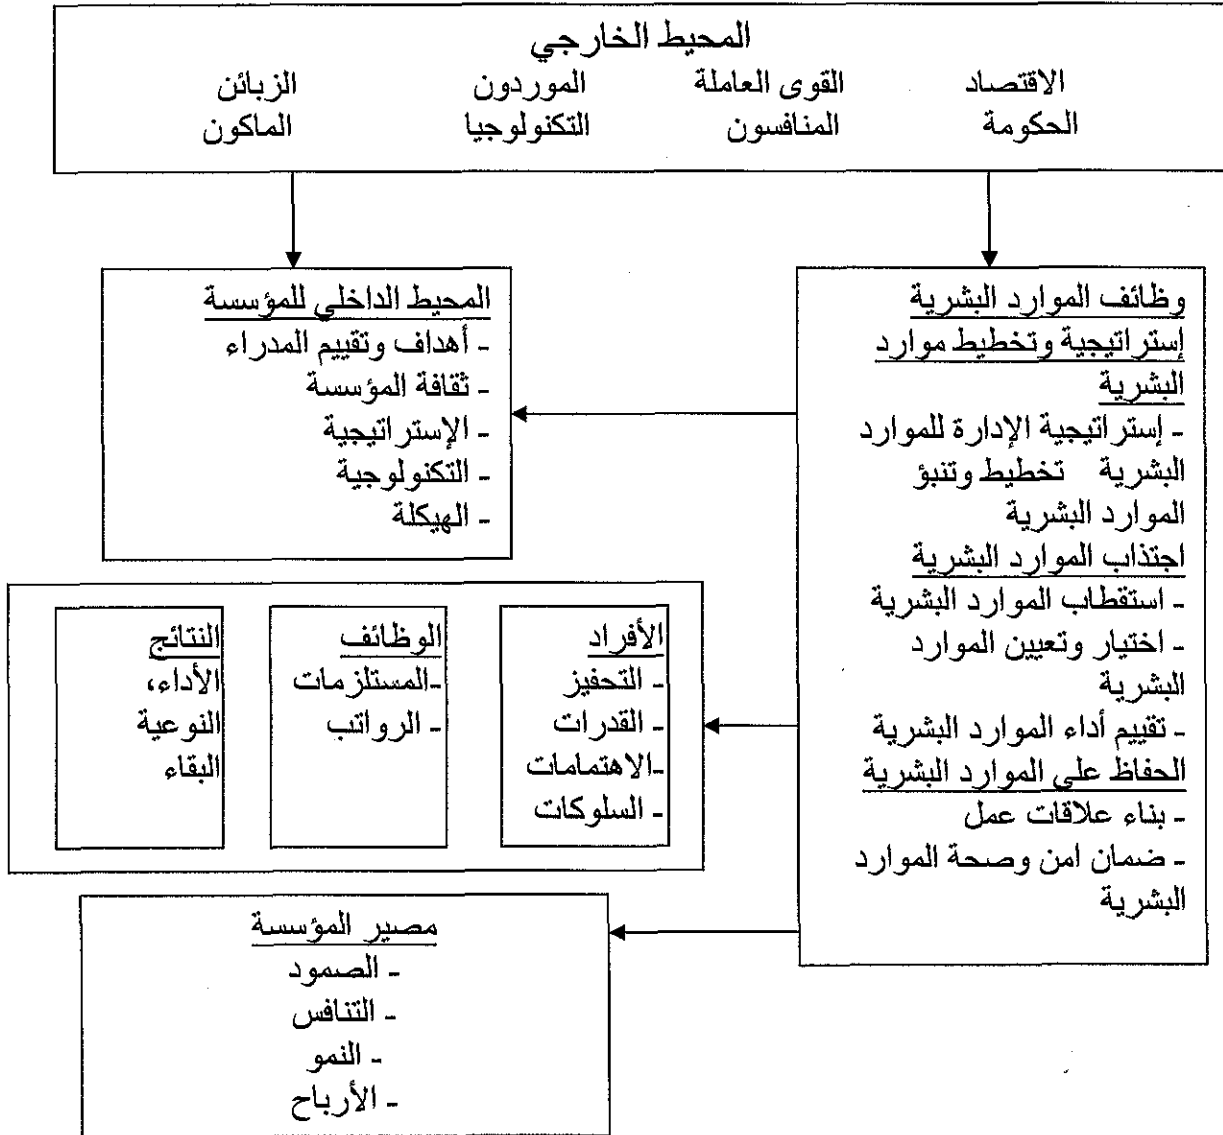 المحيط الخارجي
الاقتصاد القوى العاملة الموردون الزبائن
الحكومة المنافسون التكنولوجيا الماكون
وظائف الموارد البشرية
إستراتيجية وتخطيط موارد
البشرية
- إستراتيجية الإدارة للموارد
البشرية تخطيط وتنبؤ
الموارد البشرية
اجتذاب الموارد البشرية
- استقطاب الموارد البشرية
- اختيار وتعيين الموارد
البشرية
- تقييم أداء الموارد البشرية
الحفاظ على الموارد البشرية
- بناء علاقات عمل
- ضمان امن وصحة الموارد
البشرية
المحيط الداخلي للمؤسسة
- أهداف وتقييم المدراء
- ثقافة المؤسسة
- الإستراتيجية
- التكنولوجية
- الهيكلة
الأفراد
- التحفيز
- القدرات
-الاهتمامات
- السلوكات
الوظائف
-المستلزمات
- الرواتب
النتائج
الأداء،
النوعية
البقاء
مصير المؤسسة
- الصمود
- التنافس
- النمو
- الأرباح